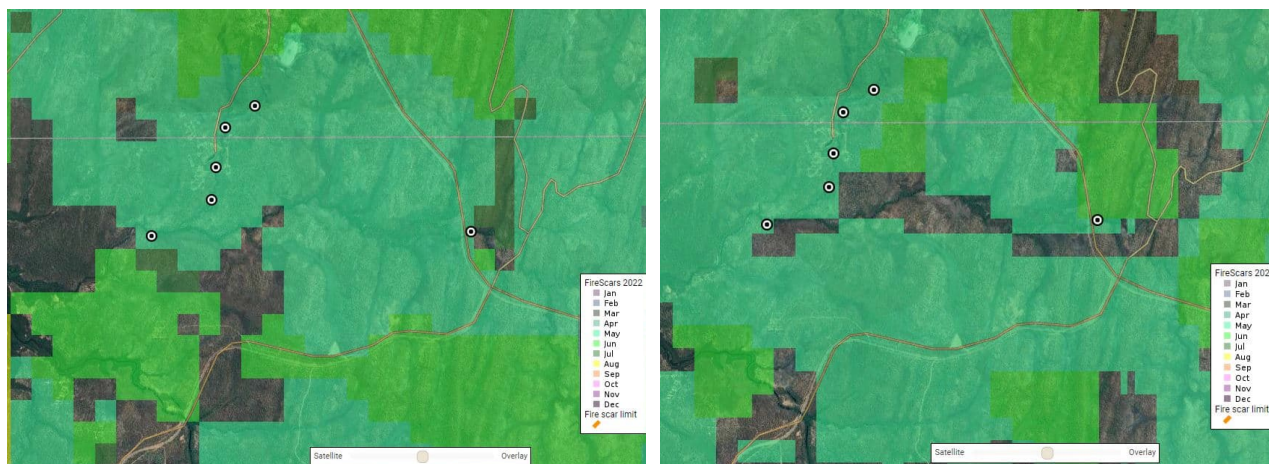 FireScars 2022
Jan
Feb
Mar
Apr
May
Jun
Jul
Aug
Sep
Oct
Nov
Dec
Fire scar limit
Satellite Overlay
FireScars 202
Jan
Feb
Mar
Apr
May
Jun
Jul
Aug
Sep
Oct
Nov
Dec
Fire scar limit
Satellite Overlay